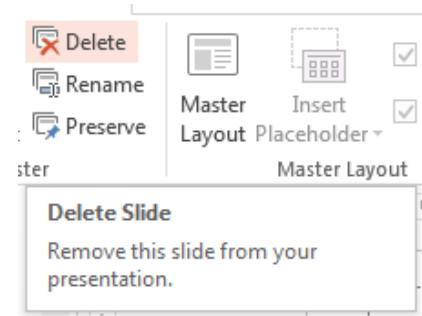 Delete
Rename
Preserve
Master Layout
Insert Placeholder
ster
Master Layout
Delete Slide
Remove this slide from your
presentation.